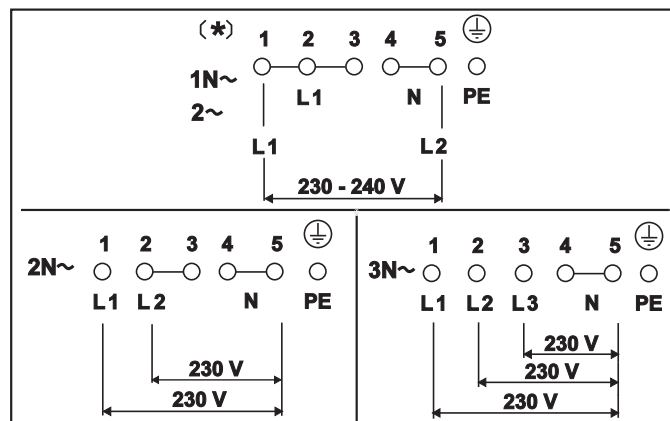 (*) 1 2 3 4 5
1N~ L1 N PE
2~
L1 L2
230 - 240 V
1 2 3 4 5
2N~
L1 L2 N PE
230 V
230 V
1 2 3 4 5
3N~
L1 L2 L3 N PE
230 V
230 V
230 V